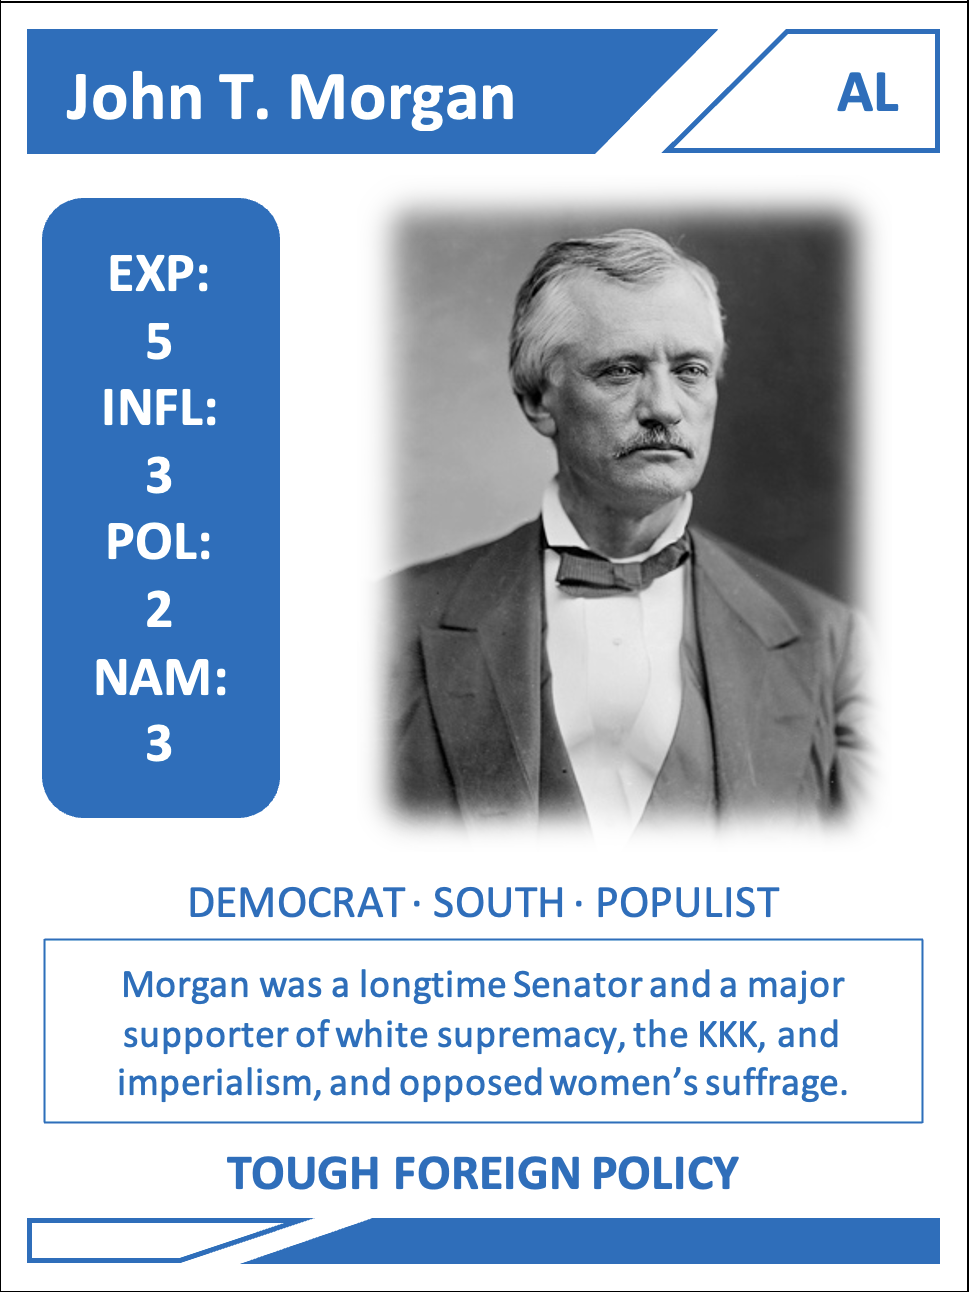 John T. Morgan
AL
EXP:
5
INFL:
3
POL:
2
NAM:
3
DEMOCRAT · SOUTH · POPULIST
Morgan was a longtime Senator and a major
supporter of white supremacy, the KKK, and
imperialism, and opposed women’s suffrage.
TOUGH FOREIGN POLICY